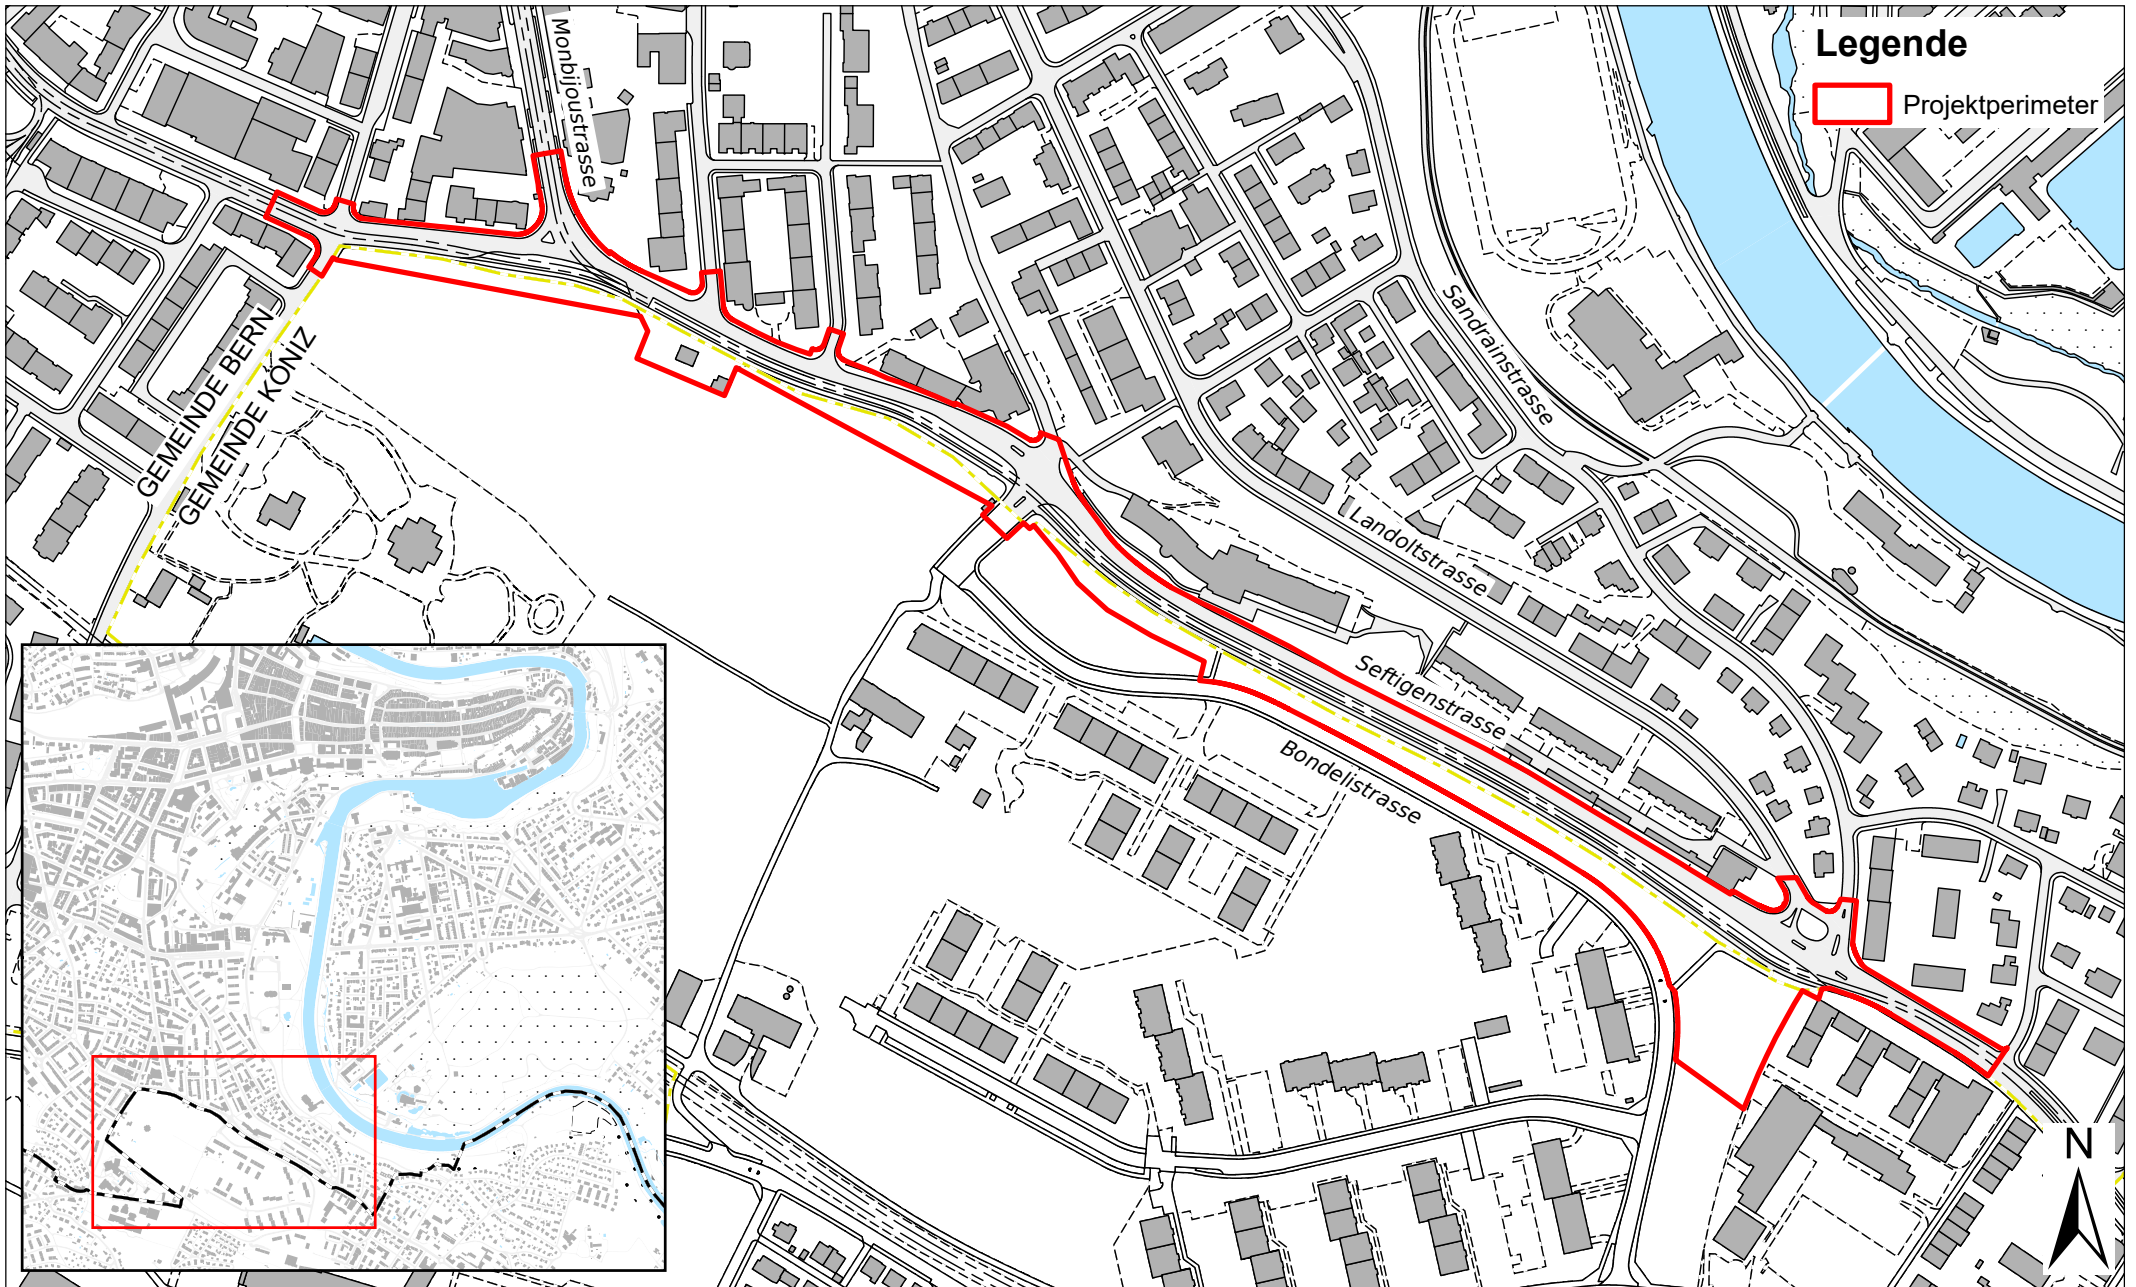 Legende
Projektperimeter
Monbijoustrasse
Sandrainstrasse
GEMEINDE BERN
GEMEINDE KÖNIZ
Landoltstrasse
Seftigenstrasse
Bondelistrasse
N